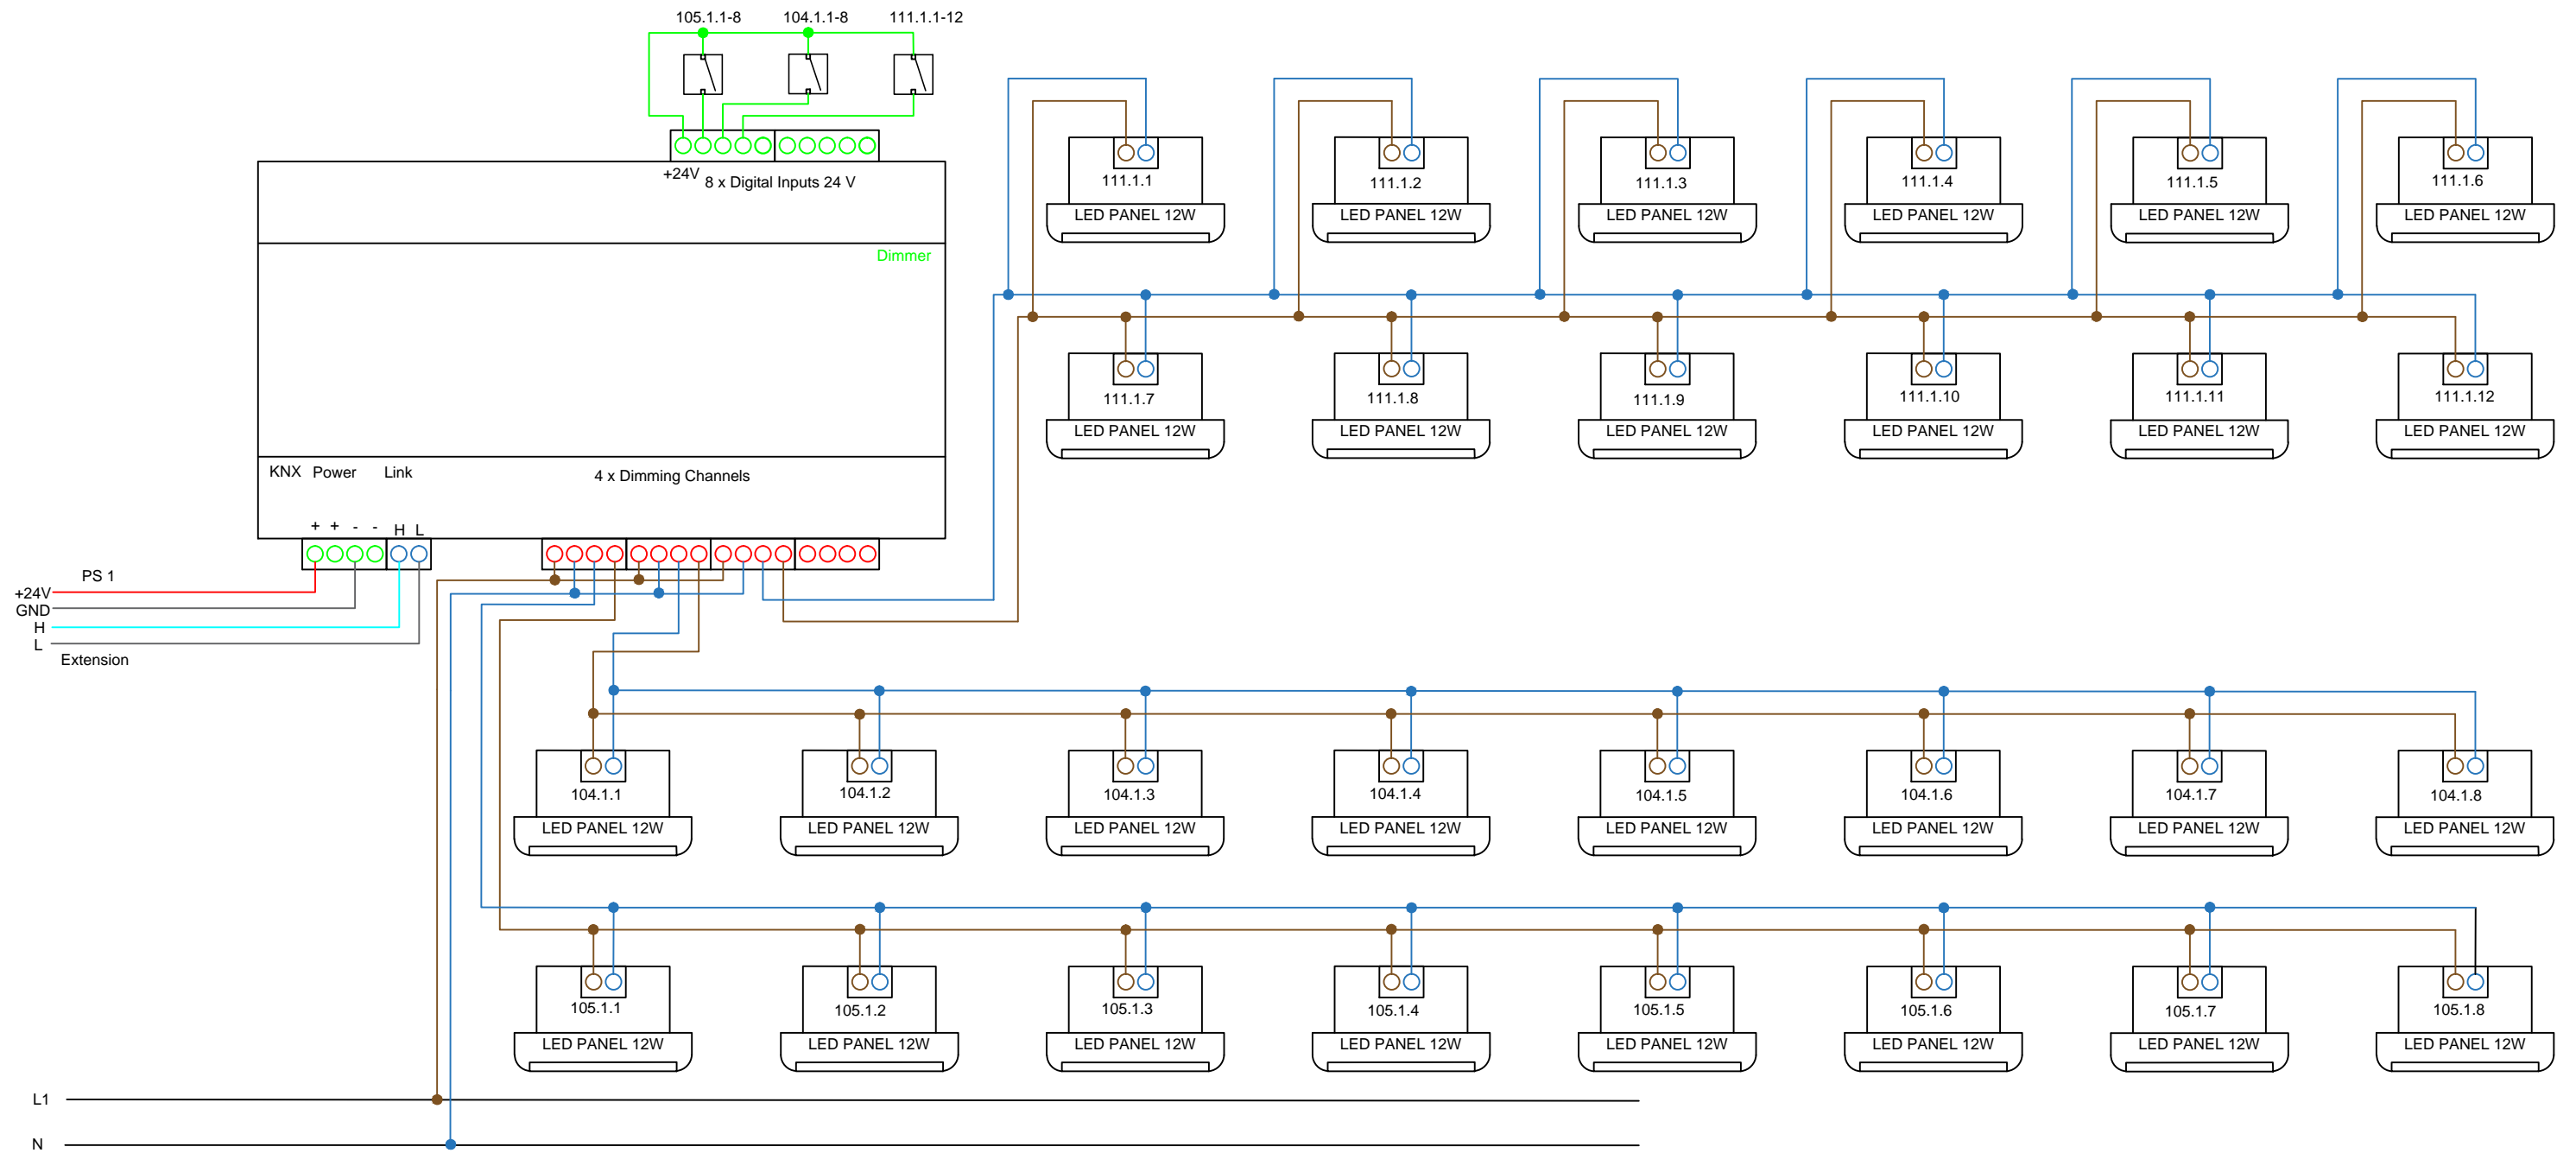 105.1.1-8 104.1.1-8 111.1.1-12
+24V 8 x Digital Inputs 24 V
Dimmer
KNX Power Link 4 x Dimming Channels
+ + - - H L
PS 1
+24V
GND
H
L
Extension
111.1.1 111.1.2 111.1.3 111.1.4 111.1.5 111.1.6
LED PANEL 12W LED PANEL 12W LED PANEL 12W LED PANEL 12W LED PANEL 12W LED PANEL 12W
111.1.7 111.1.8 111.1.9 111.1.10 111.1.11 111.1.12
LED PANEL 12W LED PANEL 12W LED PANEL 12W LED PANEL 12W LED PANEL 12W LED PANEL 12W
104.1.1 104.1.2 104.1.3 104.1.4 104.1.5 104.1.6 104.1.7 104.1.8
LED PANEL 12W LED PANEL 12W LED PANEL 12W LED PANEL 12W LED PANEL 12W LED PANEL 12W LED PANEL 12W LED PANEL 12W
105.1.1 105.1.2 105.1.3 105.1.4 105.1.5 105.1.6 105.1.7 105.1.8
LED PANEL 12W LED PANEL 12W LED PANEL 12W LED PANEL 12W LED PANEL 12W LED PANEL 12W LED PANEL 12W LED PANEL 12W
L1
N